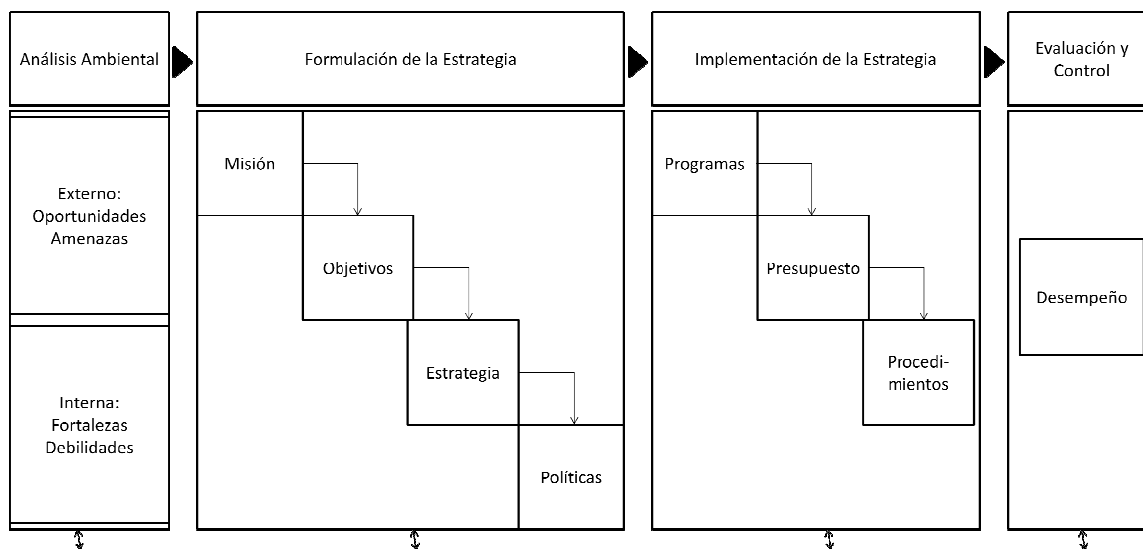 Análisis Ambiental
Formulación de la Estrategia
Implementación de la Estrategia
Evaluación y
Control
Externo:
Oportunidades
Amenazas
Interna:
Fortalezas
Debilidades
Misión
Objetivos
Estrategia
Políticas
Programas
Presupuesto
Procedi-
mientos
Desempeño